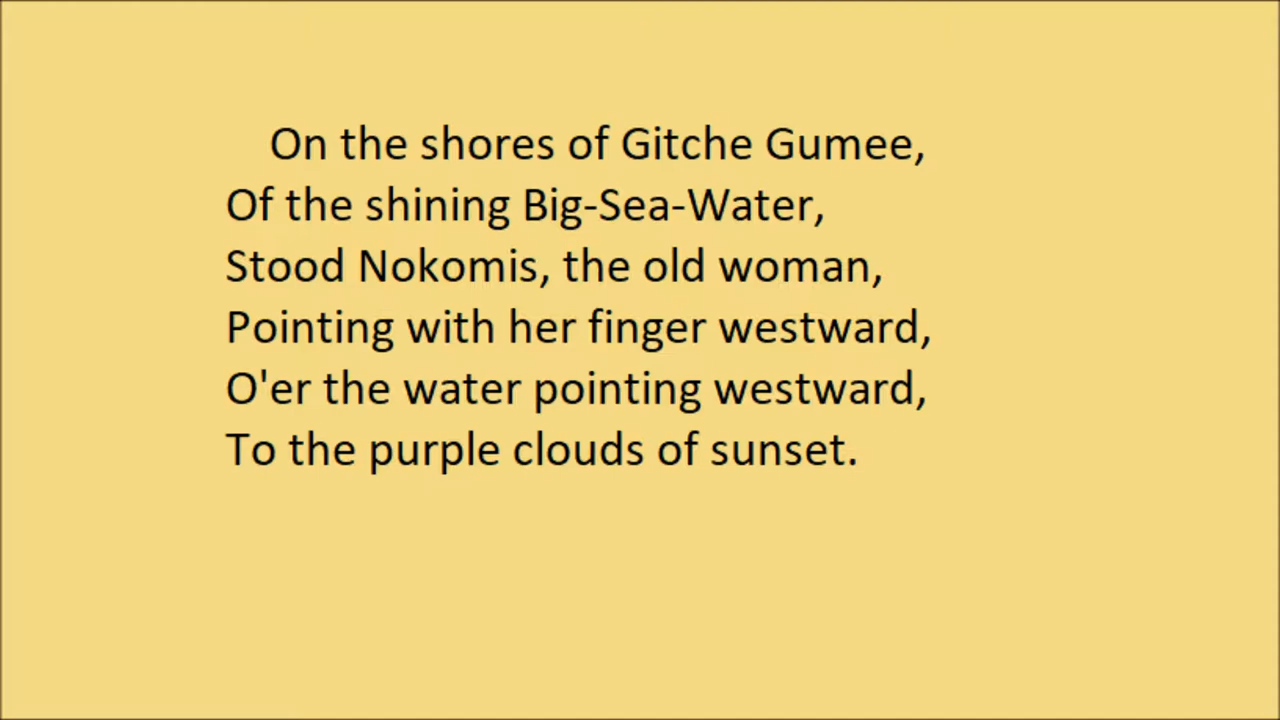 On the shores of Gitche Gumee,
Of the shining Big-Sea-Water,
Stood Nokomis, the old woman,
Pointing with her finger westward,
O'er the water pointing westward,
To the purple clouds of sunset.